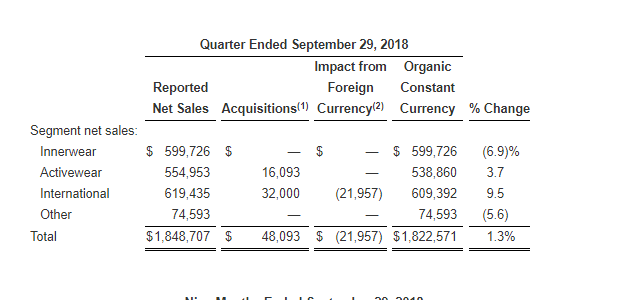 Quarter Ended September 29, 2018
Impact from Organic
Reported Foreign Constant
Net Sales Acquisitions(1) Currency(2) Currency % Change
Segment net sales:
Innerwear $ 599,726 $ — $ — $ 599,726 (6.9)%
Activewear 554,953 16,093 — 538,860 3.7
International 619,435 32,000 (21,957) 609,392 9.5
Other 74,593 — — 74,593 (5.6)
Total $1,848,707 $ 48,093 $ (21,957) $1,822,571 1.3%